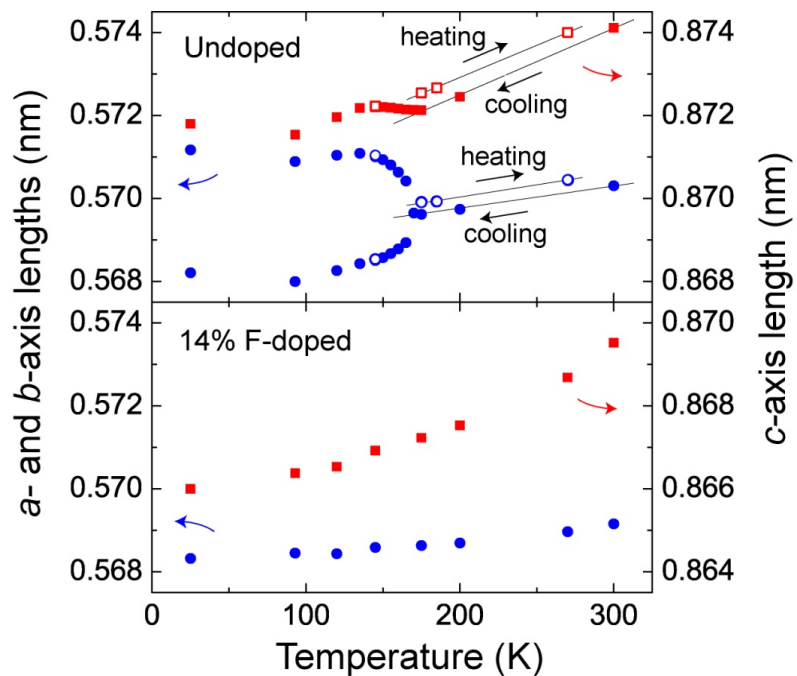 0.574
0.572
0.570
0.568
Undoped
heating
cooling
heating
cooling
0.874
0.872
0.870
0.868
0.574
0.572
0.570
0.568
14% F-doped
0.870
0.868
0.866
0.864
0 100 200 300
Temperature (K)
a- and b-axis lengths (nm)
c-axis length (nm)